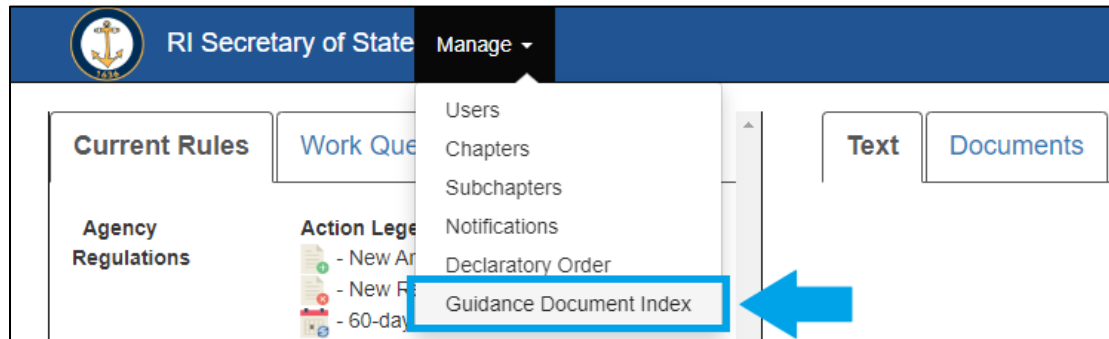 RI Secretary of State Manage
1636
Users
Current Rules Work Que Chapters Text Documents
Subchapters
Agency Regulations
Action Lege
Notifications
- New Ar
Declaratory Order
- New R
Guidance Document Index
- 60-day